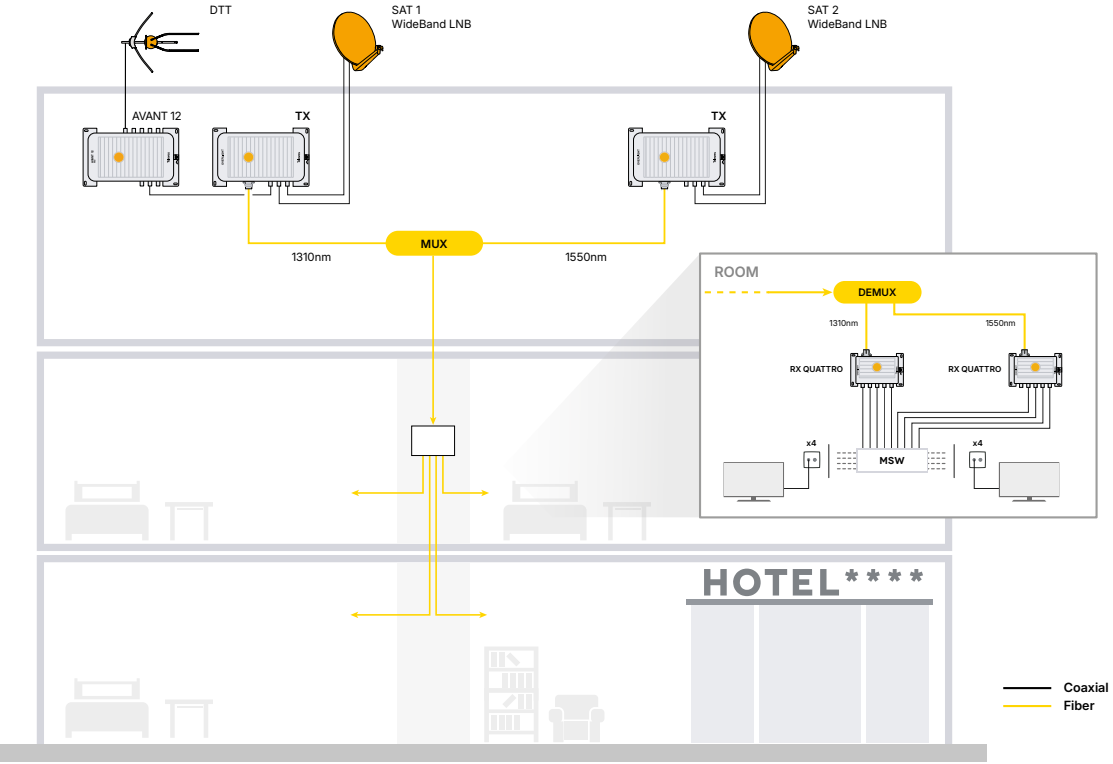 DTT
SAT 1
WideBand LNB
SAT 2
WideBand LNB
AVANT 12
TX
TX
MUX
1310nm
1550nm
ROOM
DEMUX
1310nm
1550nm
RX QUATTRO
RX QUATTRO
x4
x4
MSW
HOTEL****
Coaxial
Fiber